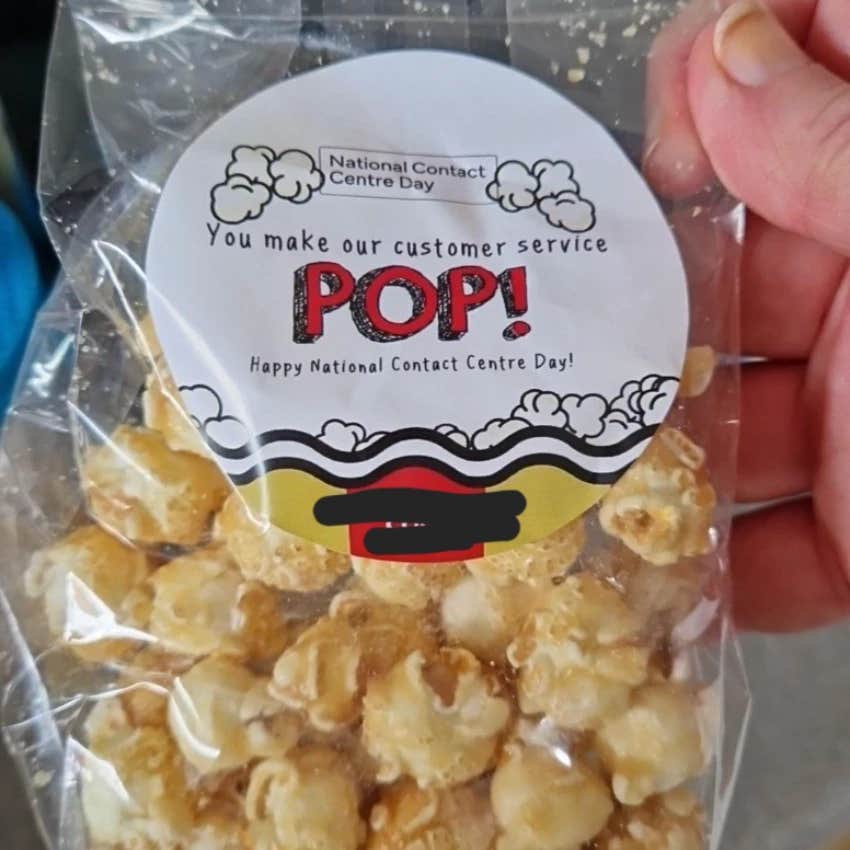 National Contact
Centre Day
You make our customer service
POP!
Happy National Contact Centre Day!